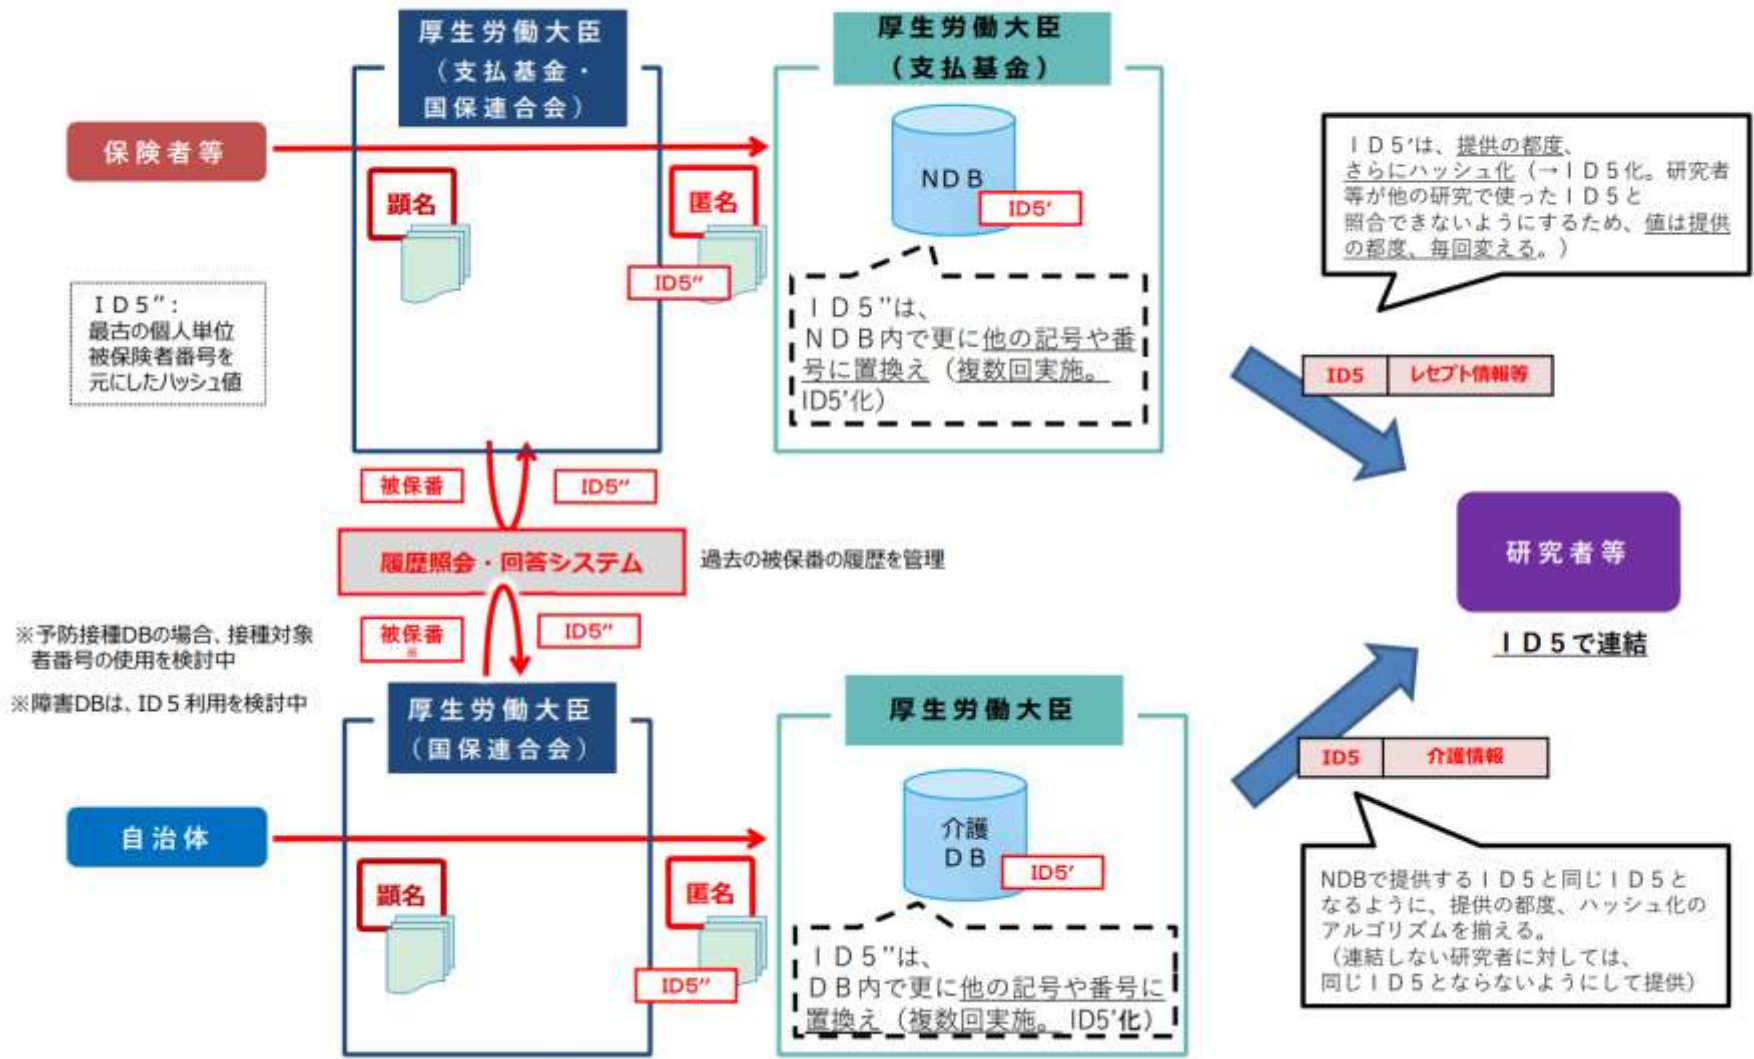 厚生労働大臣
（支払基金・
国保連合会）
厚生労働大臣
（支払基金）
保険者等
顕名
匿名
ID5’’
NDB
ID5’
ＩＤ５’’：
最古の個人単位
被保険者番号を
元にしたハッシュ値
ＩＤ５’’は、
ＮＤＢ内で更に他の記号や番
号に置換え（複数回実施。
ID5’化）
ＩＤ５’は、提供の都度、
さらにハッシュ化（→ＩＤ５化。研究者
等が他の研究で使ったＩＤ５と
照合できないようにするため、値は提供
の都度、毎回変える。）
ID5
レセプト情報等
被保番
ID5’’
履歴照会・回答システム
過去の被保番の履歴を管理
被保番
※
ID5’’
研究者等
ＩＤ５で連結
※予防接種DBの場合、接種対象
者番号の使用を検討中
※障害DBは、ID５利用を検討中
厚生労働大臣
（国保連合会）
厚生労働大臣
自治体
顕名
匿名
ID5’’
介護
ＤＢ
ID5’
ＩＤ５’’は、
ＤＢ内で更に他の記号や番号に
置換え（複数回実施。ID5’化）
ID5
介護情報
NDBで提供するＩＤ５と同じＩＤ５と
なるように、提供の都度、ハッシュ化の
アルゴリズムを揃える。
（連結しない研究者に対しては、
同じＩＤ５とならないようにして提供）